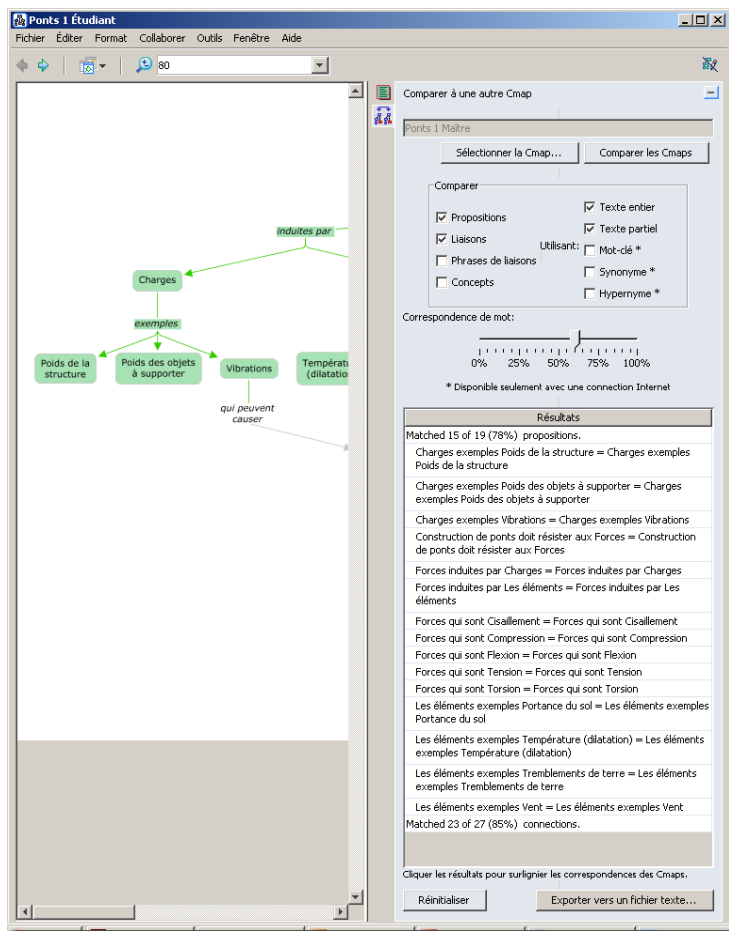 Ponts 1 Étudiant
Fichier Éditer Format Collaborer Outils Fenêtre Aide
80
induites par
Charges
exemples
Poids de la
structure
Poids des objets
à supporter
Vibrations
Températu
(dilatatio
qui peuvent
causer
Comparer à une autre Cmap
Ponts 1 Maître
Sélectionner la Cmap... Comparer les Cmaps
Comparer
Propositions
Liaisons
Phrases de liaisons
Concepts
Utilisant:
Texte entier
Texte partiel
Mot-clé *
Synonyme *
Hypernyme *
Correspondence de mot:
0% 25% 50% 75% 100%
* Disponible seulement avec une connection Internet
Résultats
Matched 15 of 19 (78%) propositions.
Charges exemples Poids de la structure = Charges exemples
Poids de la structure
Charges exemples Poids des objets à supporter = Charges
exemples Poids des objets à supporter
Charges exemples Vibrations = Charges exemples Vibrations
Construction de ponts doit résister aux Forces = Construction
de ponts doit résister aux Forces
Forces induites par Charges = Forces induites par Charges
Forces induites par Les éléments = Forces induites par Les
éléments
Forces qui sont Cisaillement = Forces qui sont Cisaillement
Forces qui sont Compression = Forces qui sont Compression
Forces qui sont Flexion = Forces qui sont Flexion
Forces qui sont Tension = Forces qui sont Tension
Forces qui sont Torsion = Forces qui sont Torsion
Les éléments exemples Portance du sol = Les éléments exemples
Portance du sol
Les éléments exemples Température (dilatation) = Les éléments
exemples Température (dilatation)
Les éléments exemples Tremblements de terre = Les éléments
exemples Tremblements de terre
Les éléments exemples Vent = Les éléments exemples Vent
Matched 23 of 27 (85%) connections.
Cliquer les résultats pour surligner les correspondences des Cmaps.
Réinitialiser Exporter vers un fichier texte...